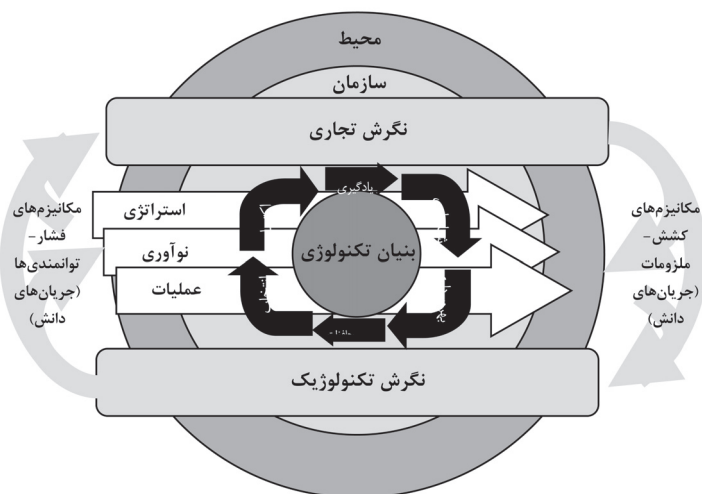 محیط
سازمان
نگرش تجاری
یادگیری
مکانیزم‌های
کشش-
ملزومات
(جریان‌های
دانش)
استراتژی
نوآوری
عملیات
بنیان تکنولوژی
مکانیزم‌های
فشار-
توانمندی‌ها
(جریان‌های
دانش)
نگرش تکنولوژیک